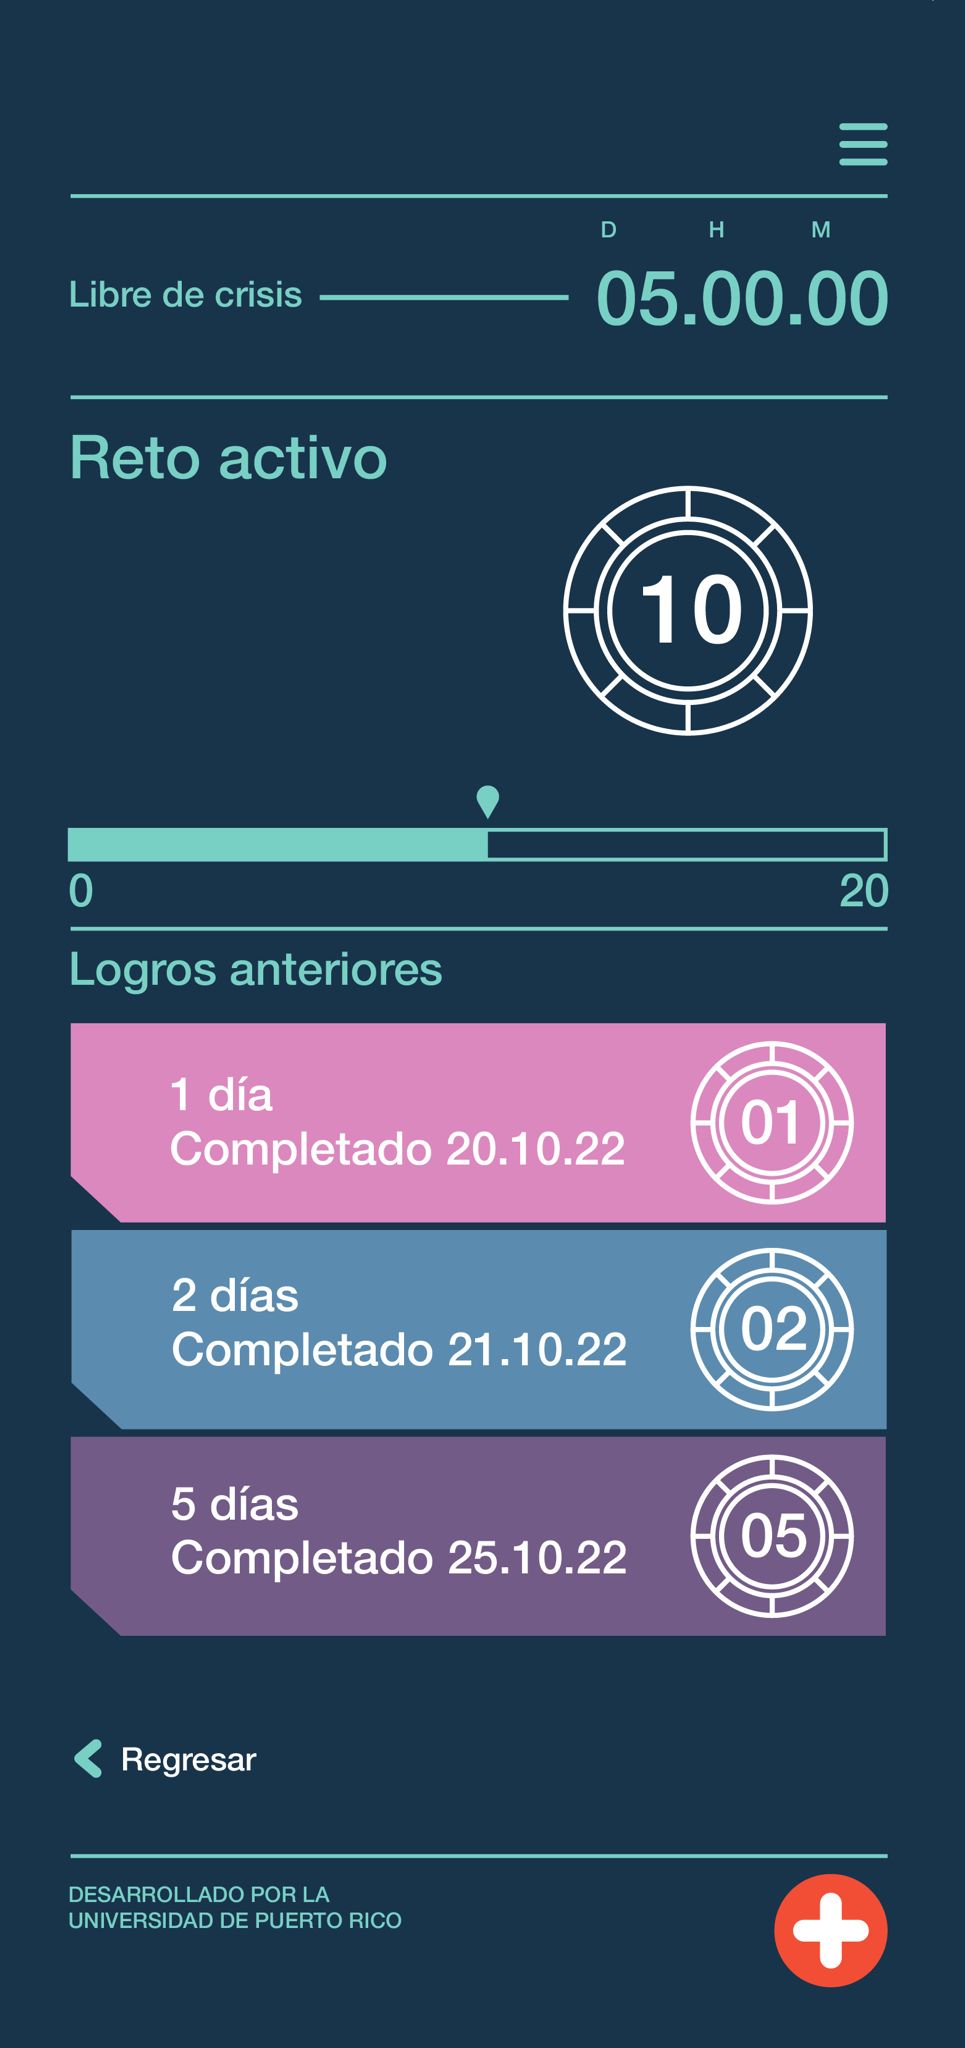 D H M
Libre de crisis 05.00.00
Reto activo
10
0 20
Logros anteriores
1 día
Completado 20.10.22
01
2 días
Completado 21.10.22
02
5 días
Completado 25.10.22
05
Regresar
DESARROLLADO POR LA
UNIVERSIDAD DE PUERTO RICO